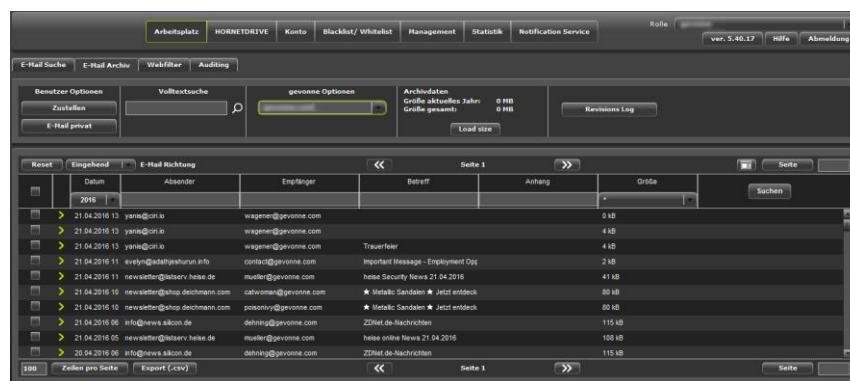 Rolle
Arbeitsplatz HORNETDRIVE Konto Blacklist/ Whitelist Management Statistik Notification Service
ver. 5.40.17 Hilfe Abmeldung
E-Mail Suche E-Mail Archiv Webfilter Auditing
Benutzer Optionen Volltextsuche gevonne Optionen Archivdaten
Größe aktuelles Jahr: 0 MB
Größe gesamt: 0 MB
Zustellen Revisions Log
E-Mail privat Load size
Reset Eingehend E-Mail Richtung Seite 1 Seite
Datum Absender Empfänger Betreff Anhang Größe
Suchen
2016 *
21.04.2016 13 yanis@ciri.io wagener@gevonne.com 0 kB
21.04.2016 13 yanis@ciri.io wagener@gevonne.com 4 kB
21.04.2016 13 yanis@ciri.io wagener@gevonne.com Trauerfeier 4 kB
21.04.2016 11 evelyn@adathjeshurun.info contact@gevonne.com Important Message - Employment Opp 2 kB
21.04.2016 11 newsletter@listserv.heise.de mueller@gevonne.com heise Security News 21.04.2016 41 kB
21.04.2016 10 newsletter@shop.deichmann.com catwoman@gevonne.com ★ Metallic Sandalen ★ Jetzt entdeck 80 kB
21.04.2016 10 newsletter@shop.deichmann.com poisonivy@gevonne.com ★ Metallic Sandalen ★ Jetzt entdeck 80 kB
21.04.2016 06 info@news.silicon.de dehning@gevonne.com ZDNet.de-Nachrichten 115 kB
21.04.2016 05 newsletter@listserv.heise.de mueller@gevonne.com heise online News 21.04.2016 108 kB
20.04.2016 06 info@news.silicon.de dehning@gevonne.com ZDNet.de-Nachrichten 115 kB
100 Zeilen pro Seite Export (.csv) Seite 1 Seite